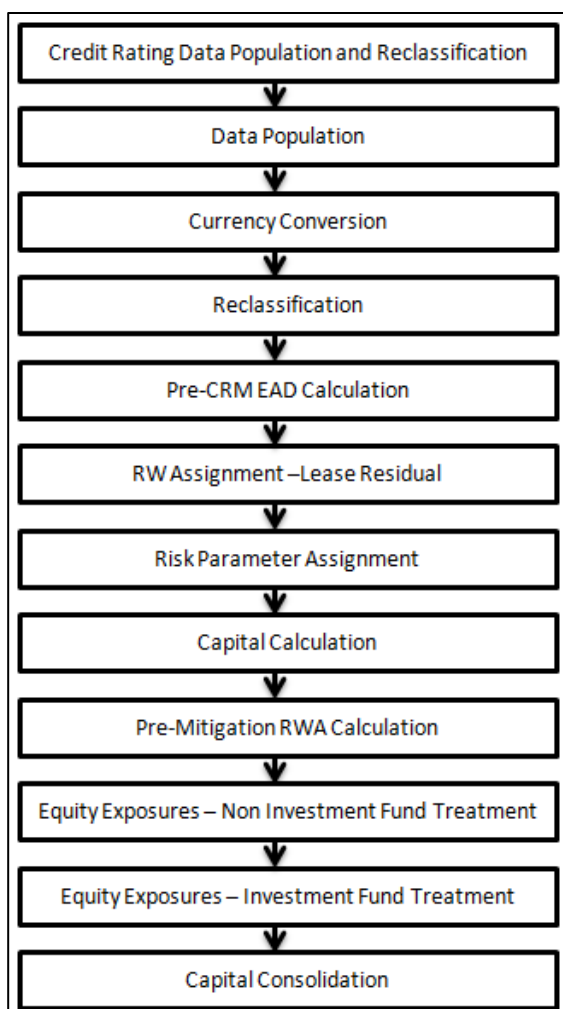 Credit Rating Data Population and Reclassification
Data Population
Currency Conversion
Reclassification
Pre-CRM EAD Calculation
RW Assignment –Lease Residual
Risk Parameter Assignment
Capital Calculation
Pre-Mitigation RWA Calculation
Equity Exposures – Non Investment Fund Treatment
Equity Exposures – Investment Fund Treatment
Capital Consolidation